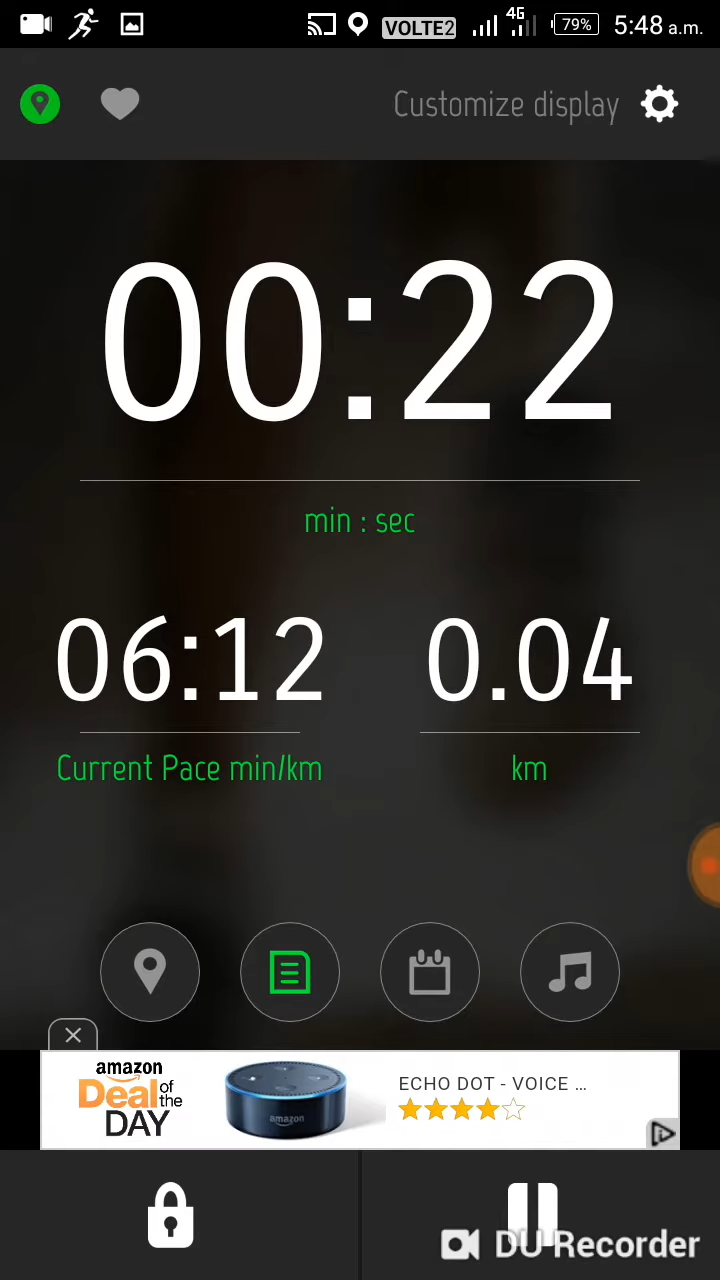 VOLTE2 4G 79% 5:48 a.m.
Customize display
00:22
min : sec
06:12 0.04
Current Pace min/km km
amazon
Deal of the
DAY
amazon
ECHO DOT - VOICE ...
DU Recorder